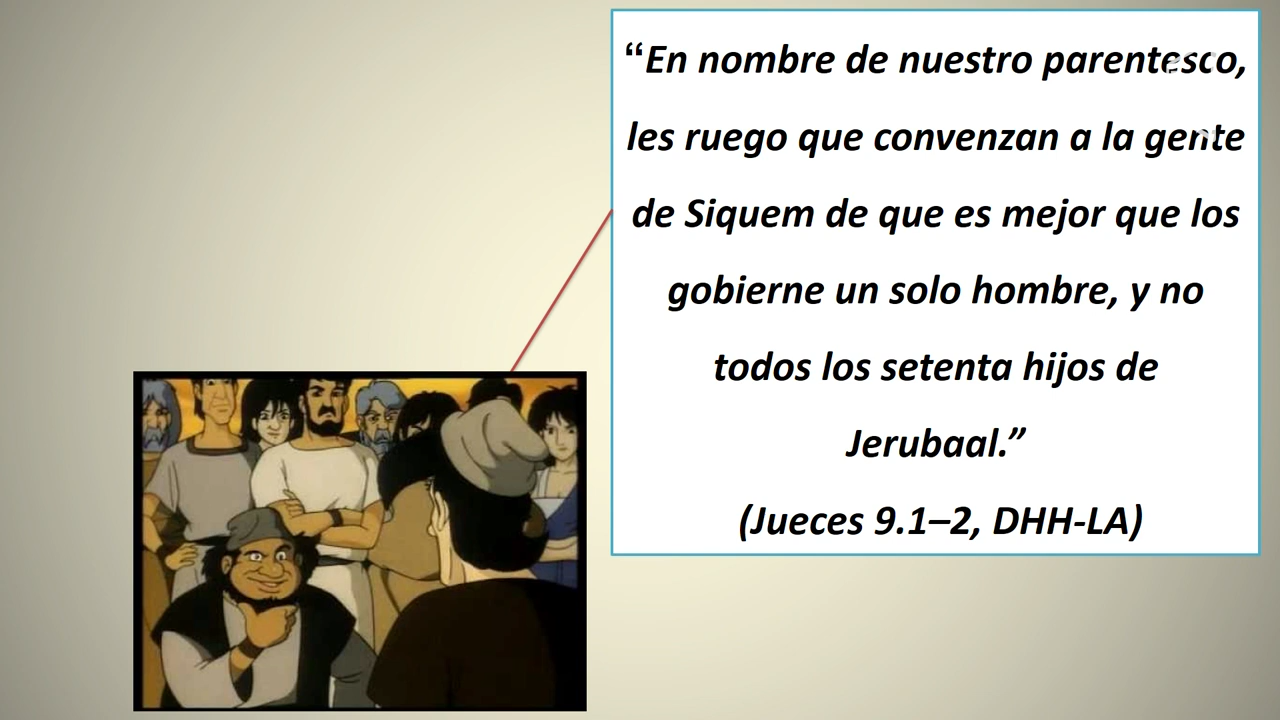 “En nombre de nuestro parentesco,
les ruego que convenzan a la gente
de Siquem de que es mejor que los
gobierne un solo hombre, y no
todos los setenta hijos de
Jerubaal.”
(Jueces 9.1–2, DHH-LA)